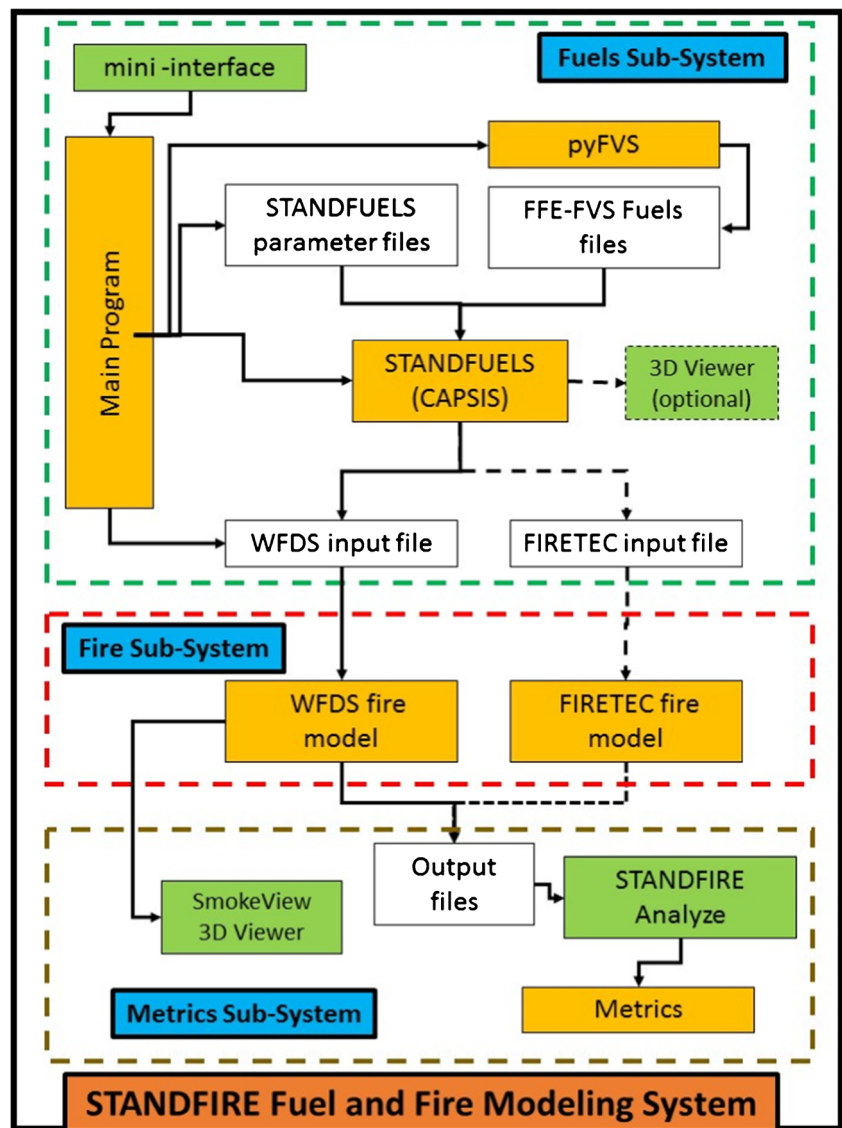 mini -interface
Fuels Sub-System
pyFVS
STANDFUELS
parameter files
FFE-FVS Fuels
files
Main Program
STANDFUELS
(CAPSIS)
3D Viewer
(optional)
WFDS input file
FIRETEC input file
Fire Sub-System
WFDS fire
model
FIRETEC fire
model
Output
files
STANDFIRE
Analyze
SmokeView
3D Viewer
Metrics
Metrics Sub-System
STANDFIRE Fuel and Fire Modeling System